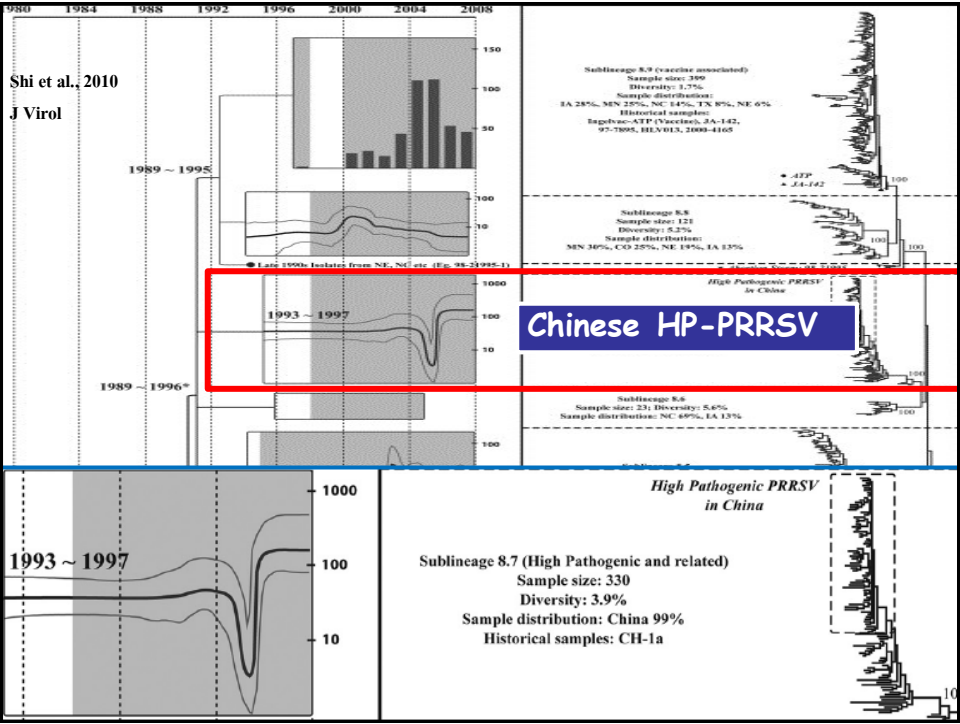 1980 1984 1988 1992 1996 2000 2004 2008
Shi et al., 2010
J Virol
150
100
50
1989 ~ 1995
Sublineage 8.9 (vaccine associated)
Sample size: 399
Diversity: 1.7%
Sample distribution:
IA 28%, MN 25%, NC 14%, TX 8%, NE 6%
Historical samples:
Ingelvac-ATP (Vaccine), JA-142,
97-7895, HLV013, 2000-4165
ATP
JA-142
100
100
10
Sublineage 8.8
Sample size: 121
Diversity: 5.2%
Sample distribution:
MN 30%, CO 25%, NE 19%, IA 13%
100
100
Late 1990s Isolates from NE, NC etc (Eg. 98-21995-1)
1000
100
10
1993 ~ 1997
High Pathogenic PRRSV
in China
Chinese HP-PRRSV
100
1989 ~ 1996*
Sublineage 8.6
Sample size: 23; Diversity: 5.6%
Sample distribution: NC 69%, IA 13%
100
100
1000
100
10
1993 ~ 1997
High Pathogenic PRRSV
in China
Sublineage 8.7 (High Pathogenic and related)
Sample size: 330
Diversity: 3.9%
Sample distribution: China 99%
Historical samples: CH-1a
10